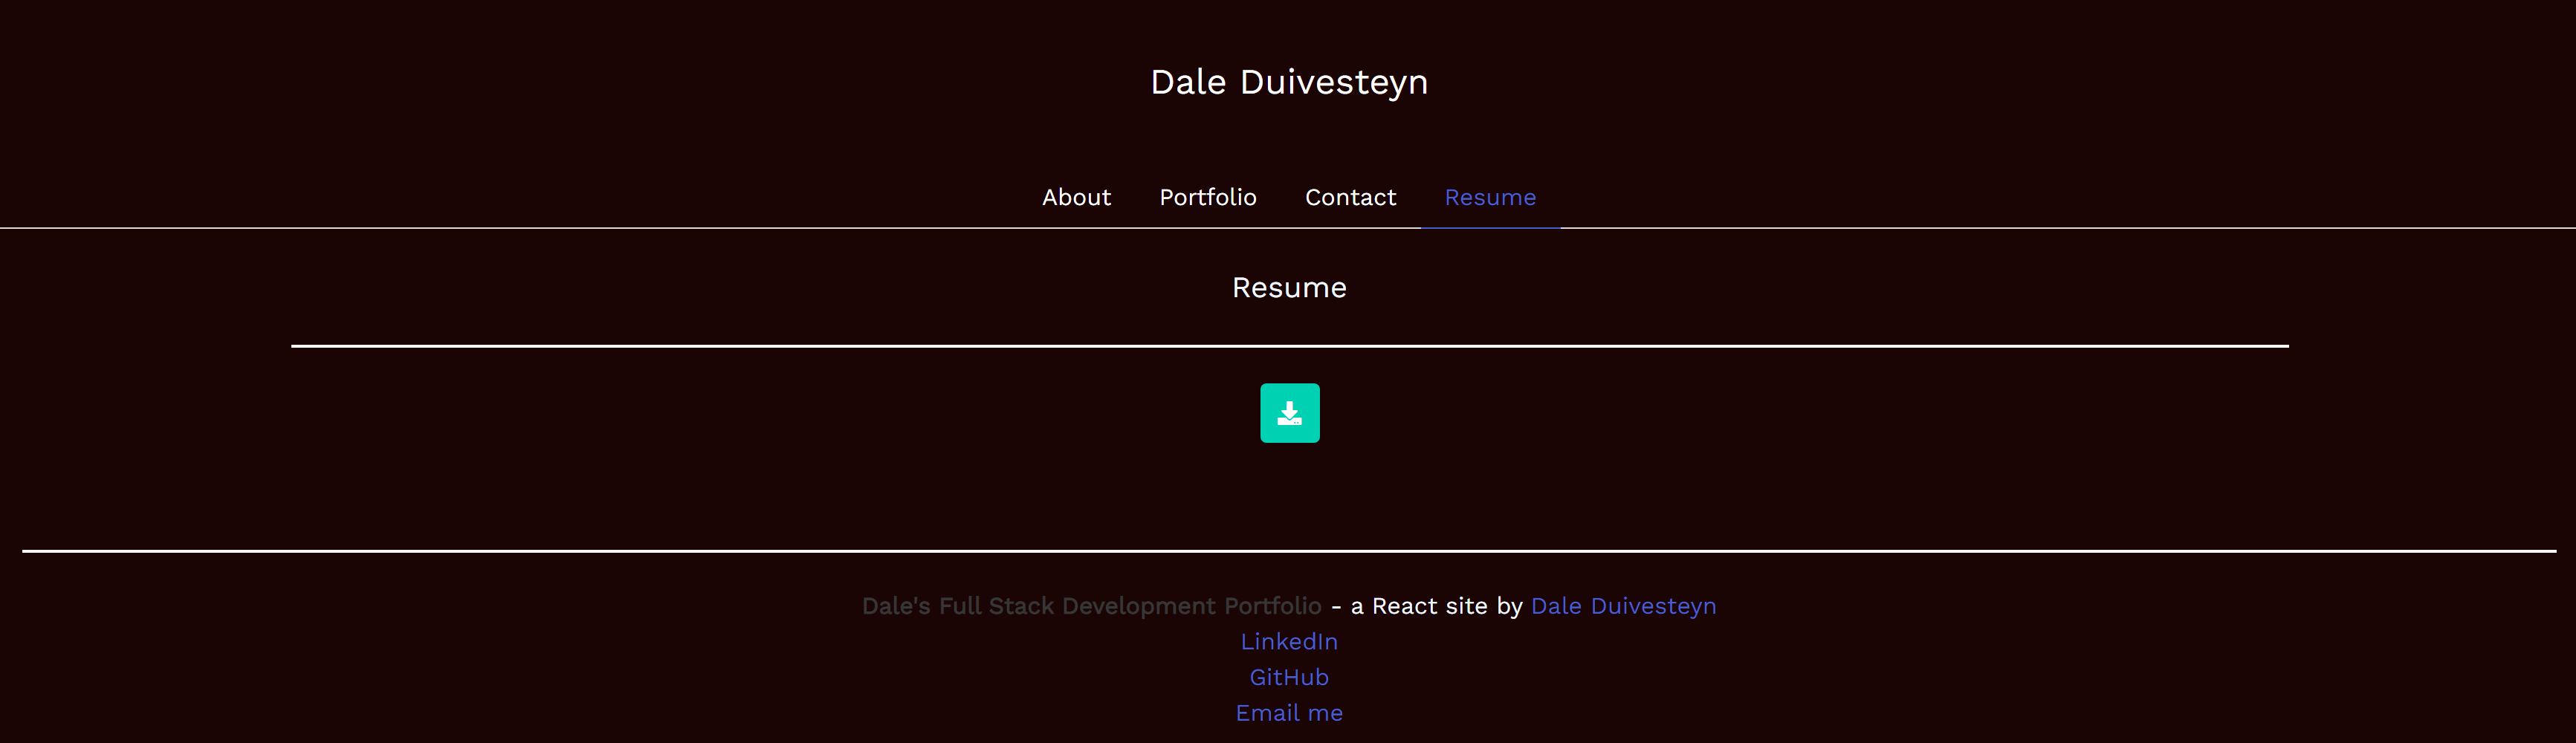 Dale Duivesteyn
About Portfolio Contact Resume
Resume
Dale's Full Stack Development Portfolio - a React site by Dale Duivesteyn
LinkedIn
GitHub
Email me